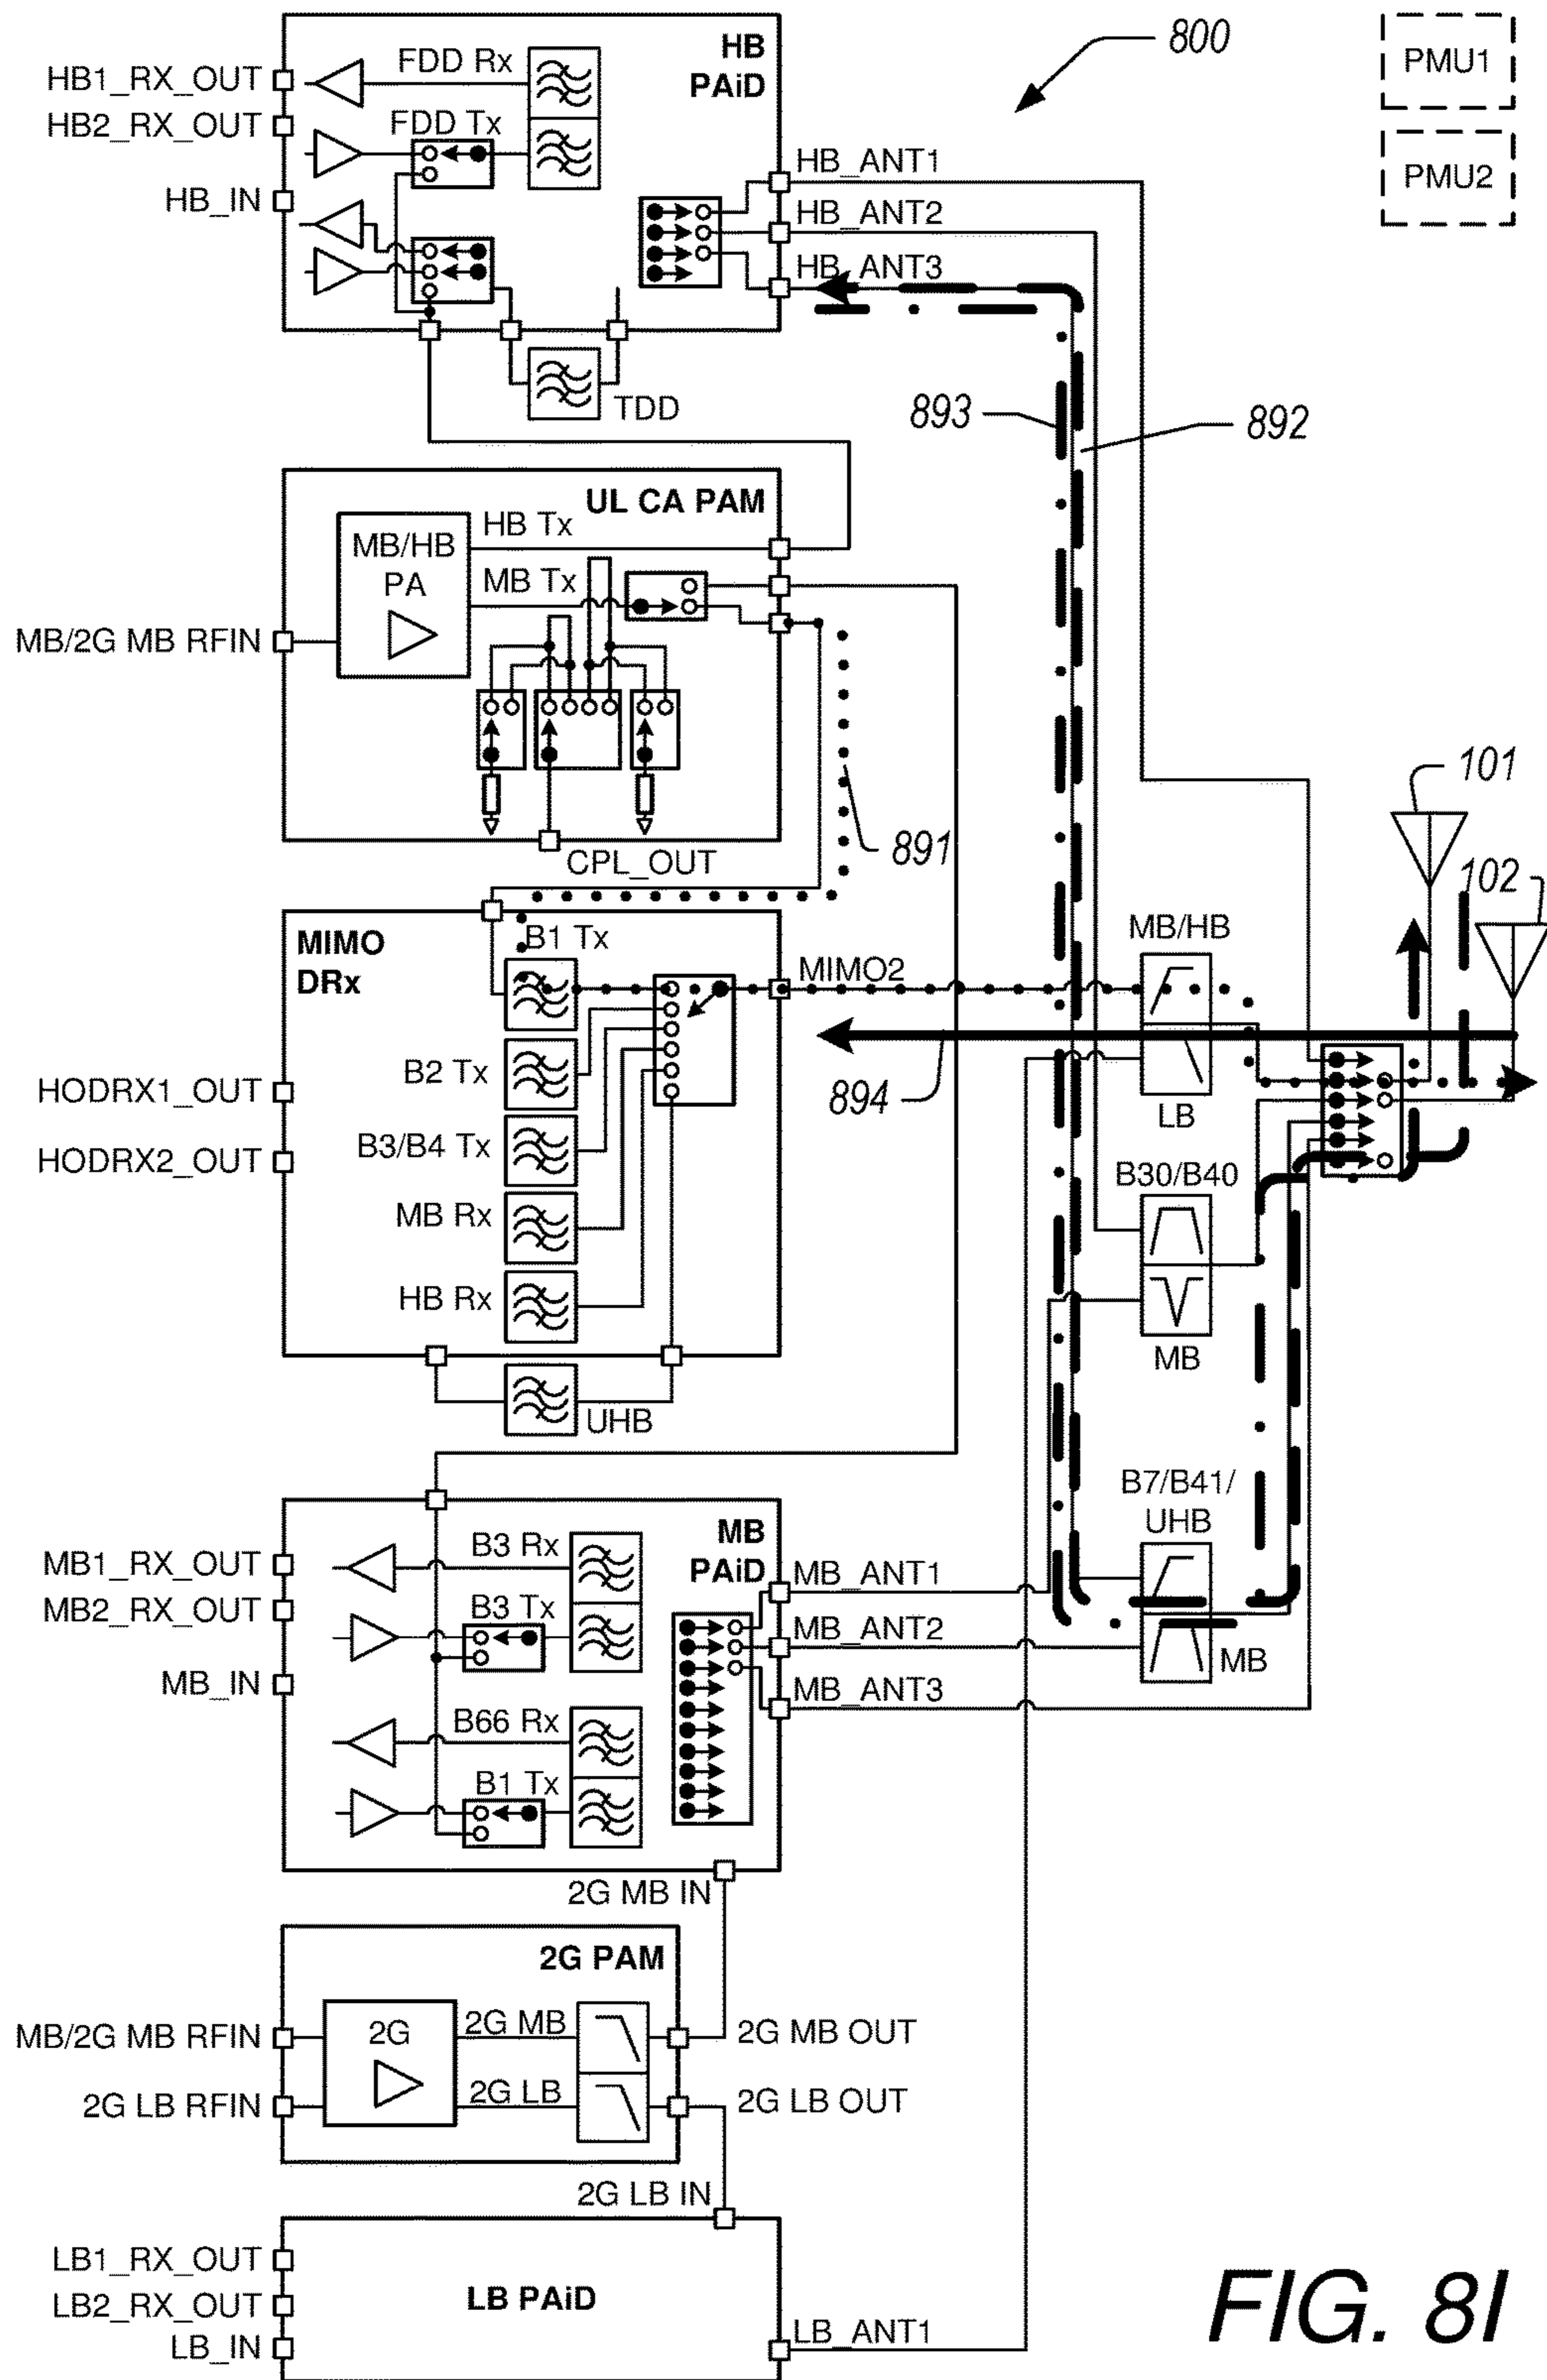 800
PMU1
PMU2
HB
PAiD
FDD Rx
FDD Tx
HB1_RX_OUT
HB2_RX_OUT
HB_IN
HB_ANT1
HB_ANT2
HB_ANT3
TDD
893
892
UL CA PAM
MB/HB
PA
HB Tx
MB Tx
MB/2G MB RFIN
CPL_OUT
891
101
102
MIMO
DRx
B1 Tx
MIMO2
MB/HB
B2 Tx
894
LB
HODRX1_OUT
B3/B4 Tx
HODRX2_OUT
B30/B40
MB Rx
HB Rx
MB
UHB
B7/B41/
UHB
MB
PAiD
B3 Rx
MB1_RX_OUT
MB_ANT1
MB2_RX_OUT
B3 Tx
MB_ANT2
MB
MB_IN
MB_ANT3
B66 Rx
B1 Tx
2G MB IN
2G PAM
2G
2G MB
MB/2G MB RFIN
2G MB OUT
2G LB
2G LB RFIN
2G LB OUT
2G LB IN
LB1_RX_OUT
LB2_RX_OUT
LB PAiD
LB_IN
LB_ANT1
FIG. 8I